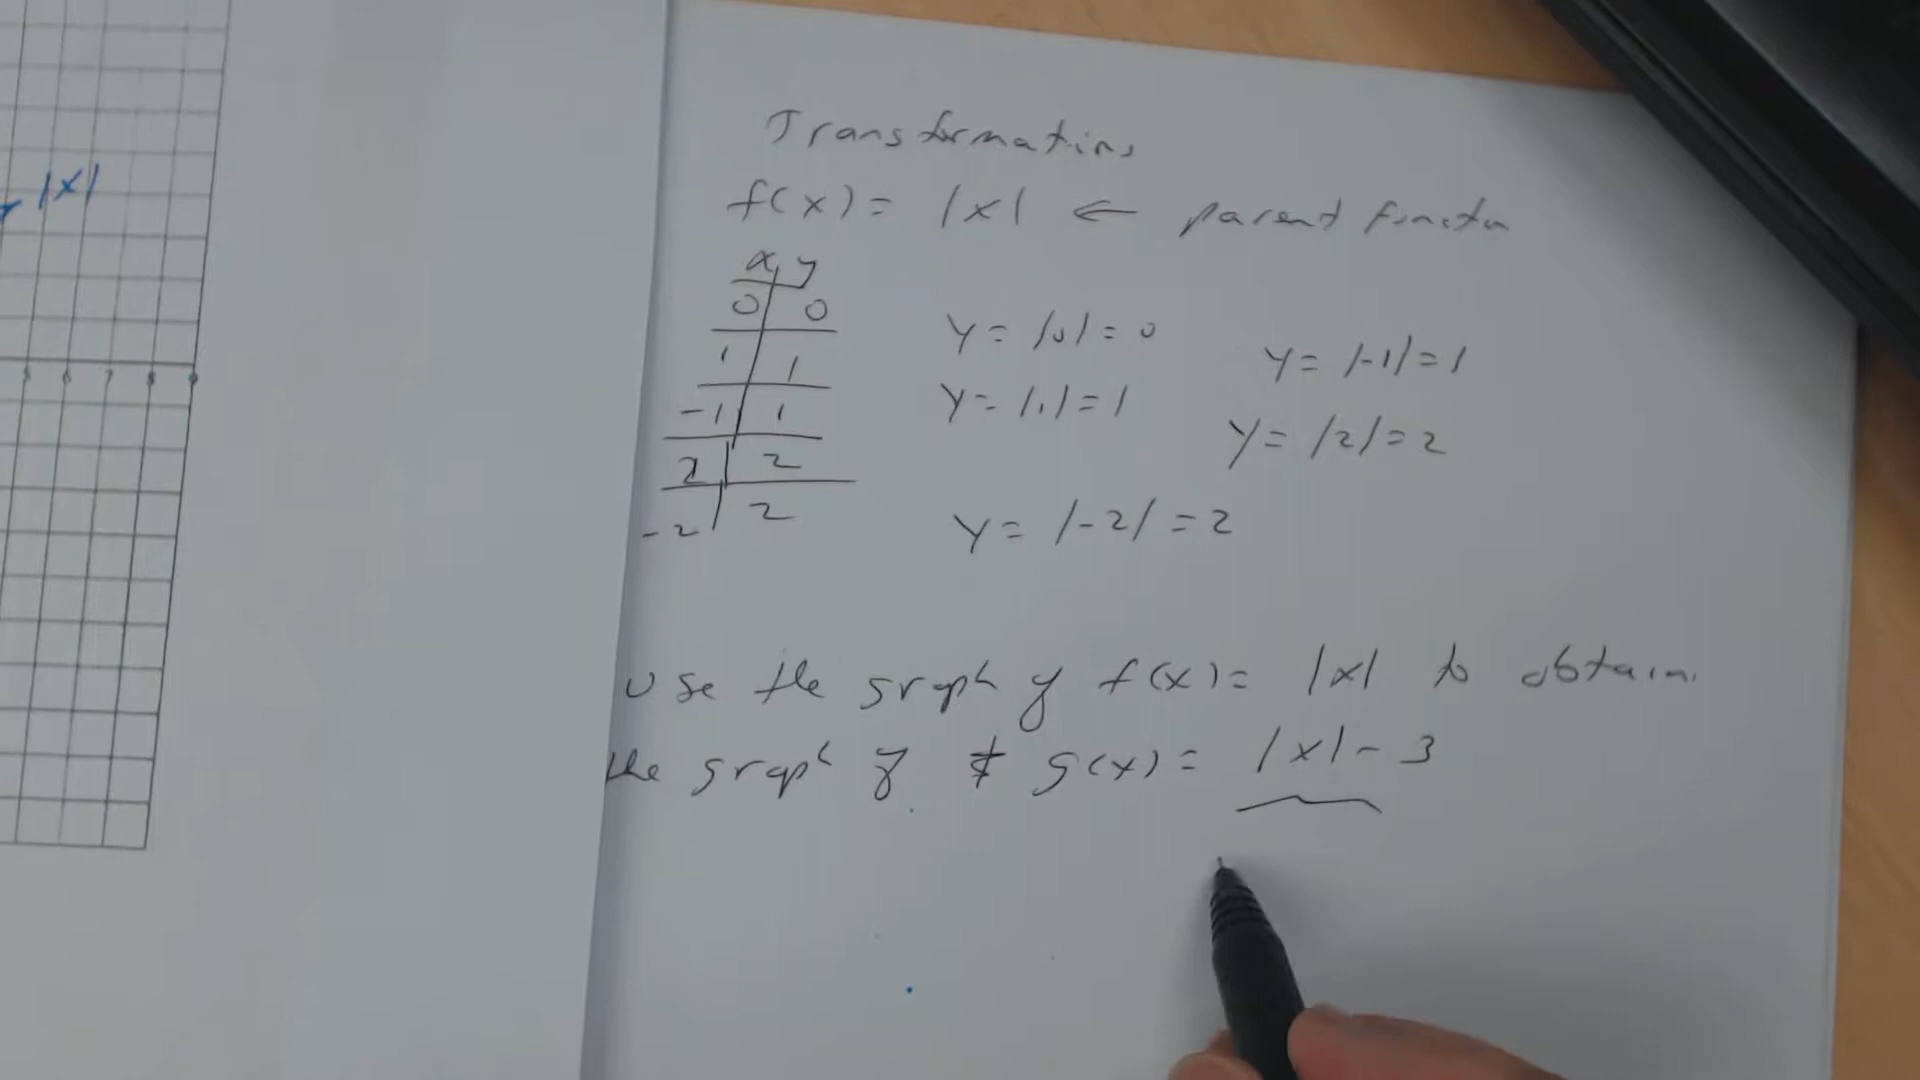 |x|
Transformations
f(x) = |x| ← parent functn
x y
0 0
1 1
-1 1
2 2
-2 2
y = |0| = 0
y = |1| = 1
y = |-1| = 1
y = |2| = 2
y = |-2| = 2
Use the graph of f(x) = |x| to obtain
the graph of g(x) = |x| - 3